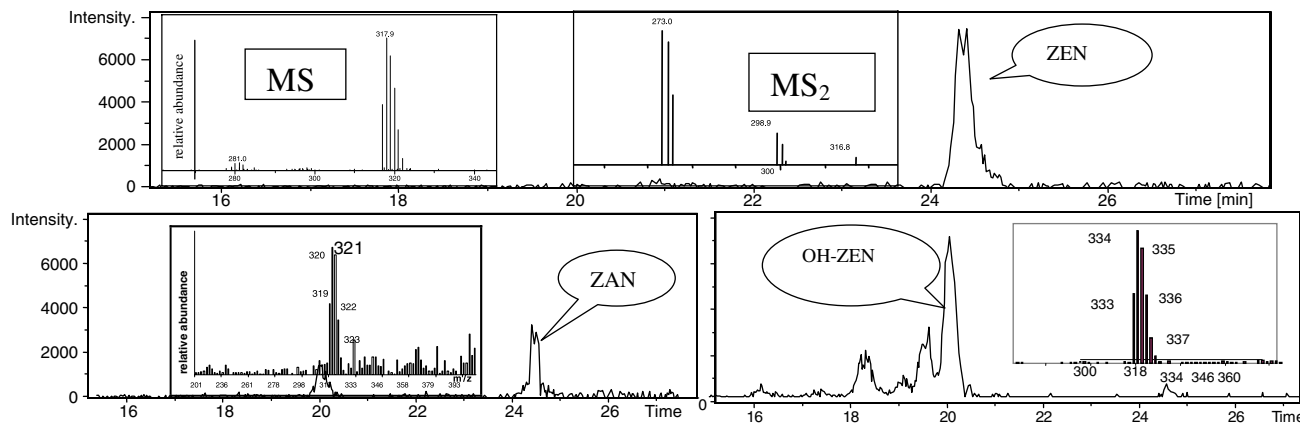 Intensity.
8000
6000
4000
2000
0
relative abundance
MS
317.9
281.0
280 300 320 340
273.0
MS2
298.9
316.8
300
ZEN
16 18 20 22 24 26
Time [min]
Intensity.
8000
6000
4000
2000
0
relative abundance
321
320
319
322
323
201 236 261 278 298 333 346 358 379 393
m/z
ZAN
16 18 20 22 24 26 Time
OH-ZEN
334
335
333
336
337
300 318 334 346 360
0
16 18 19 20 22 24 26 Time